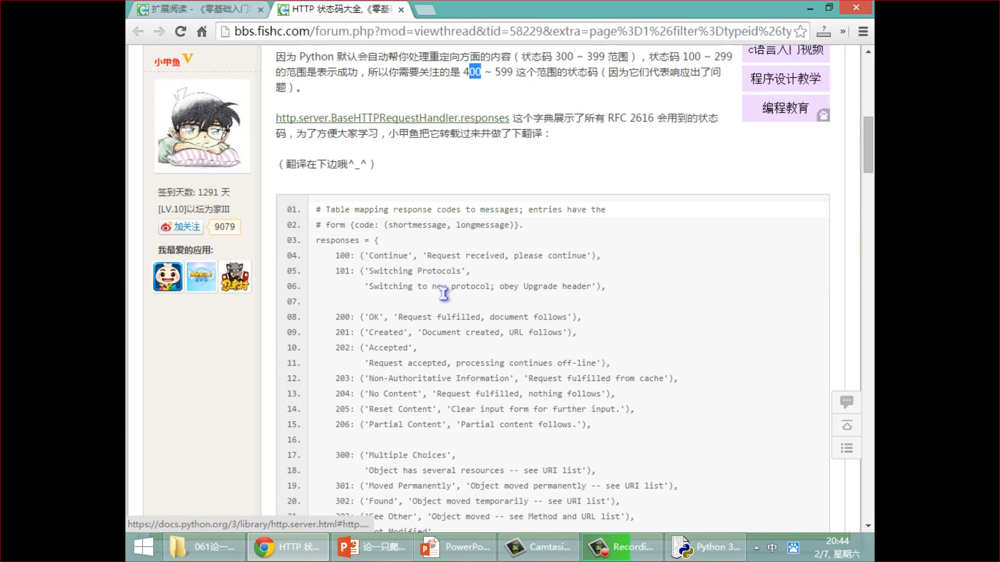 扩展阅读 - 《零基础入门
HTTP 状态码大全,《零基
bbs.fishc.com/forum.php?mod=viewthread&tid=58229&extra=page%3D1%26filter%3Dtypeid%26ty
小甲鱼
签到天数: 1291 天
[LV.10]以坛为家III
加关注 9079
我最爱的应用:
3366
忍者村
因为 Python 默认会自动帮你处理重定向方面的内容（状态码 300 ~ 399 范围），状态码 100 ~ 299
的范围是表示成功，所以你需要关注的是 400 ~ 599 这个范围的状态码（因为它们代表响应出了问
题）。
http.server.BaseHTTPRequestHandler.responses 这个字典展示了所有 RFC 2616 会用到的状态
码，为了方便大家学习，小甲鱼把它转载过来并做了下翻译：
（翻译在下边哦^_^）
c语言入门视频
程序设计教学
编程教育
01. # Table mapping response codes to messages; entries have the
02. # form {code: (shortmessage, longmessage)}.
03. responses = {
04. 100: ('Continue', 'Request received, please continue'),
05. 101: ('Switching Protocols',
06. 'Switching to new protocol; obey Upgrade header'),
07.
08. 200: ('OK', 'Request fulfilled, document follows'),
09. 201: ('Created', 'Document created, URL follows'),
10. 202: ('Accepted',
11. 'Request accepted, processing continues off-line'),
12. 203: ('Non-Authoritative Information', 'Request fulfilled from cache'),
13. 204: ('No Content', 'Request fulfilled, nothing follows'),
14. 205: ('Reset Content', 'Clear input form for further input.'),
15. 206: ('Partial Content', 'Partial content follows.'),
16.
17. 300: ('Multiple Choices',
18. 'Object has several resources -- see URI list'),
19. 301: ('Moved Permanently', 'Object moved permanently -- see URI list'),
20. 302: ('Found', 'Object moved temporarily -- see URI list'),
21. 303: ('See Other', 'Object moved -- see Method and URL list'),
ot Modified'
https://docs.python.org/3/library/http.server.html#http....
061论一...
HTTP 状...
论一只爬...
PowerPo...
Camtasi...
Recordi...
Python 3...
中
20:44
2/7, 星期六